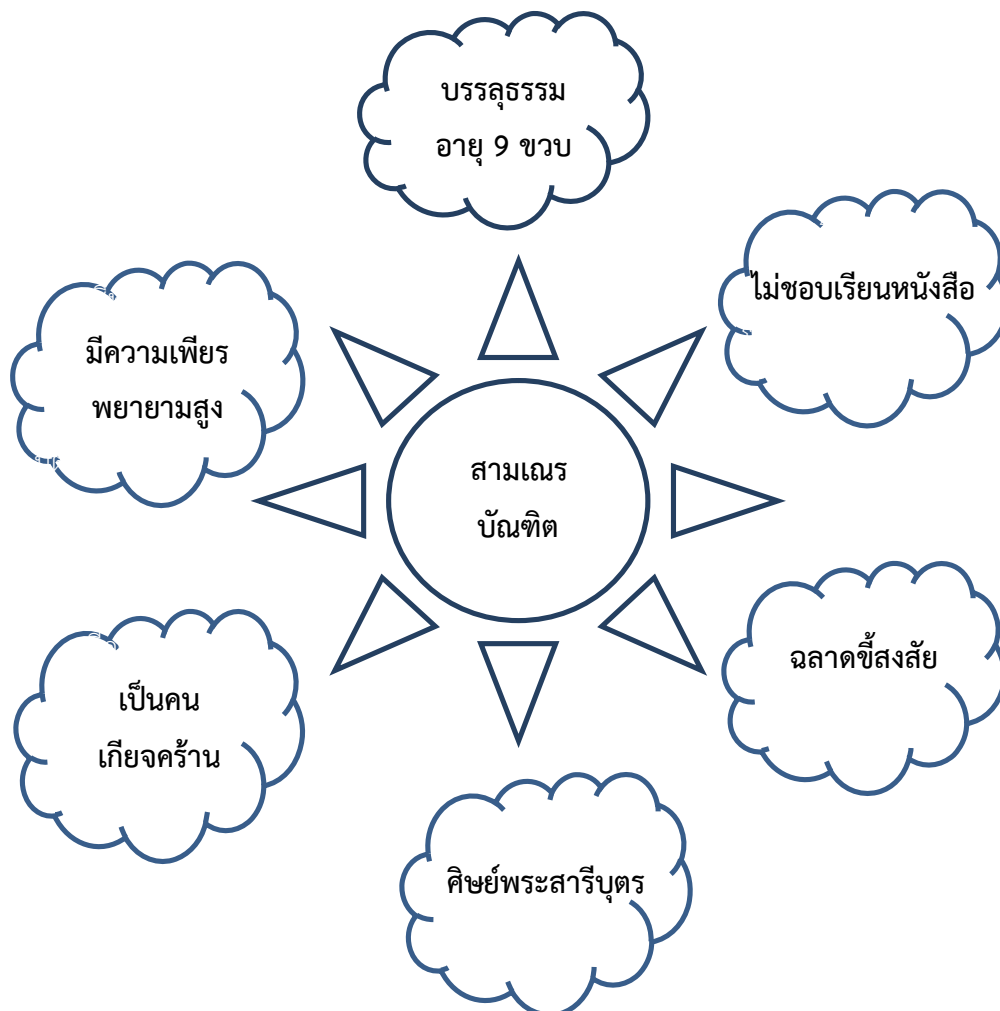 บรรลุธรรม
อายุ 9 ขวบ
ไม่ชอบเรียนหนังสือ
มีความเพียร
พยายามสูง
สามเณร
บัณฑิต
ฉลาดขี้สงสัย
เป็นคน
เกียจคร้าน
ศิษย์พระสารีบุตร